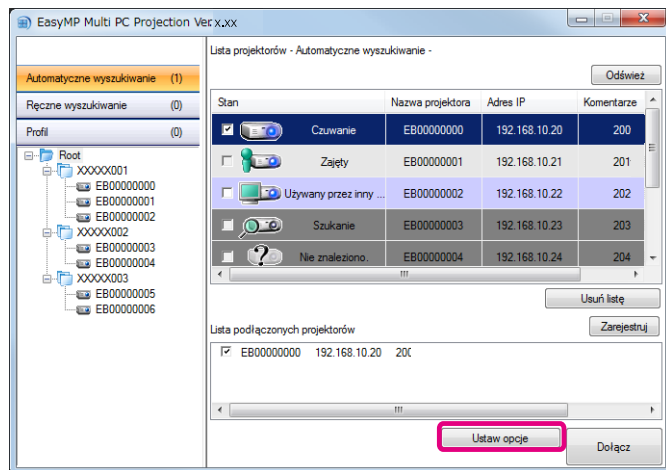 EasyMP Multi PC Projection Ver.x.xx
Lista projektorów - Automatyczne wyszukiwanie -
Automatyczne wyszukiwanie (1)
Odśwież
Ręczne wyszukiwanie (0)
Profil (0)
Stan Nazwa projektora Adres IP Komentarze
Czuwanie EB00000000 192.168.10.20 200
Zajęty EB00000001 192.168.10.21 201
Używany przez inny ... EB00000002 192.168.10.22 202
Szukanie EB00000003 192.168.10.23 203
Nie znaleziono. EB00000004 192.168.10.24 204
Root
XXXXX001
EB00000000
EB00000001
EB00000002
XXXXX002
EB00000003
EB00000004
XXXXX003
EB00000005
EB00000006
Usuń listę
Lista podłączonych projektorów
Zarejestruj
EB00000000 192.168.10.20 200
Ustaw opcje
Dołącz